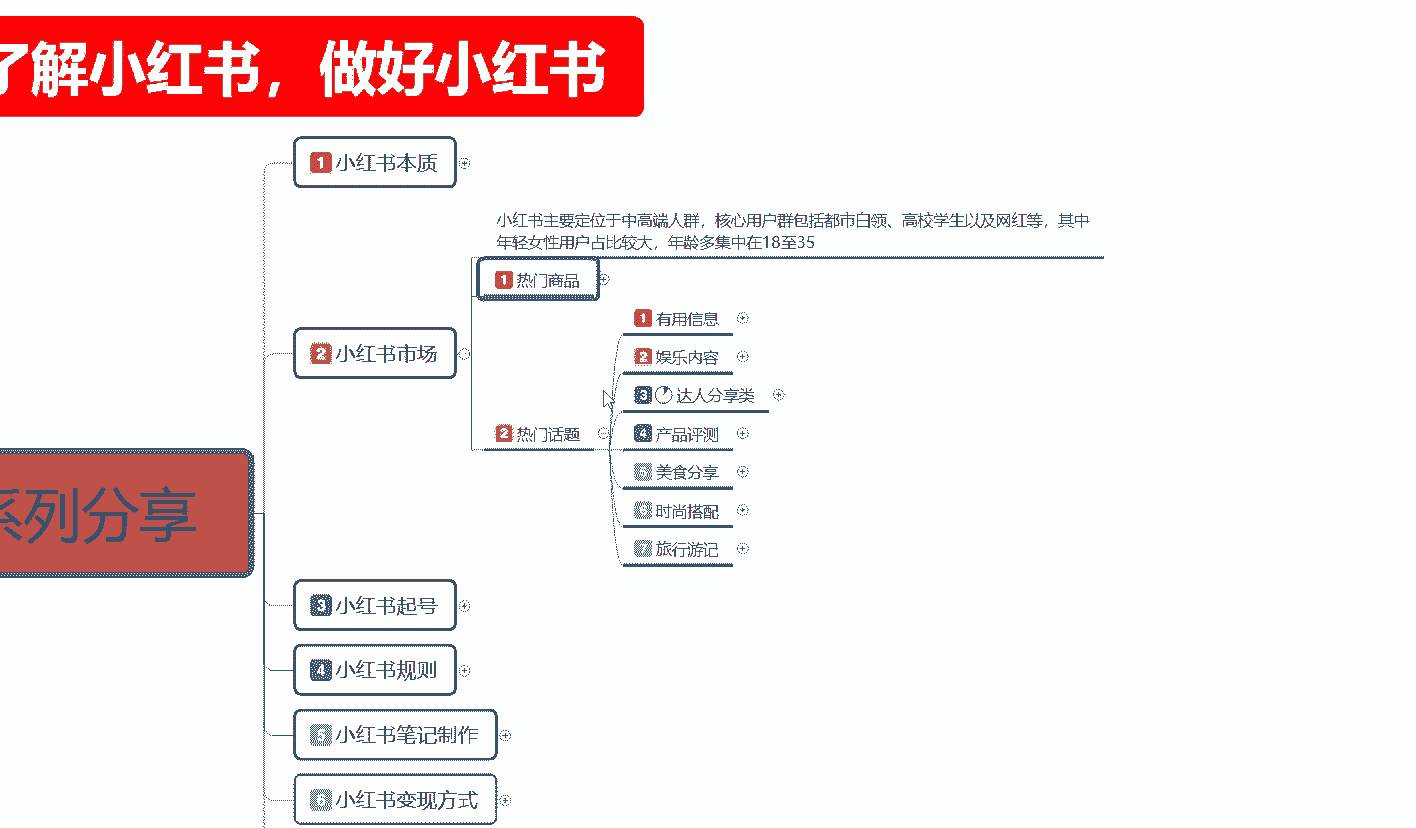 了解小红书，做好小红书
1 小红书本质
小红书主要定位于中高端人群，核心用户群包括都市白领、高校学生以及网红等，其中
年轻女性用户占比较大，年龄多集中在18至35
1 热门商品
1 有用信息
2 小红书市场
2 娱乐内容
3 达人分享类
2 热门话题
4 产品评测
5 美食分享
系列分享
6 时尚搭配
7 旅行游记
3 小红书起号
4 小红书规则
5 小红书笔记制作
6 小红书变现方式